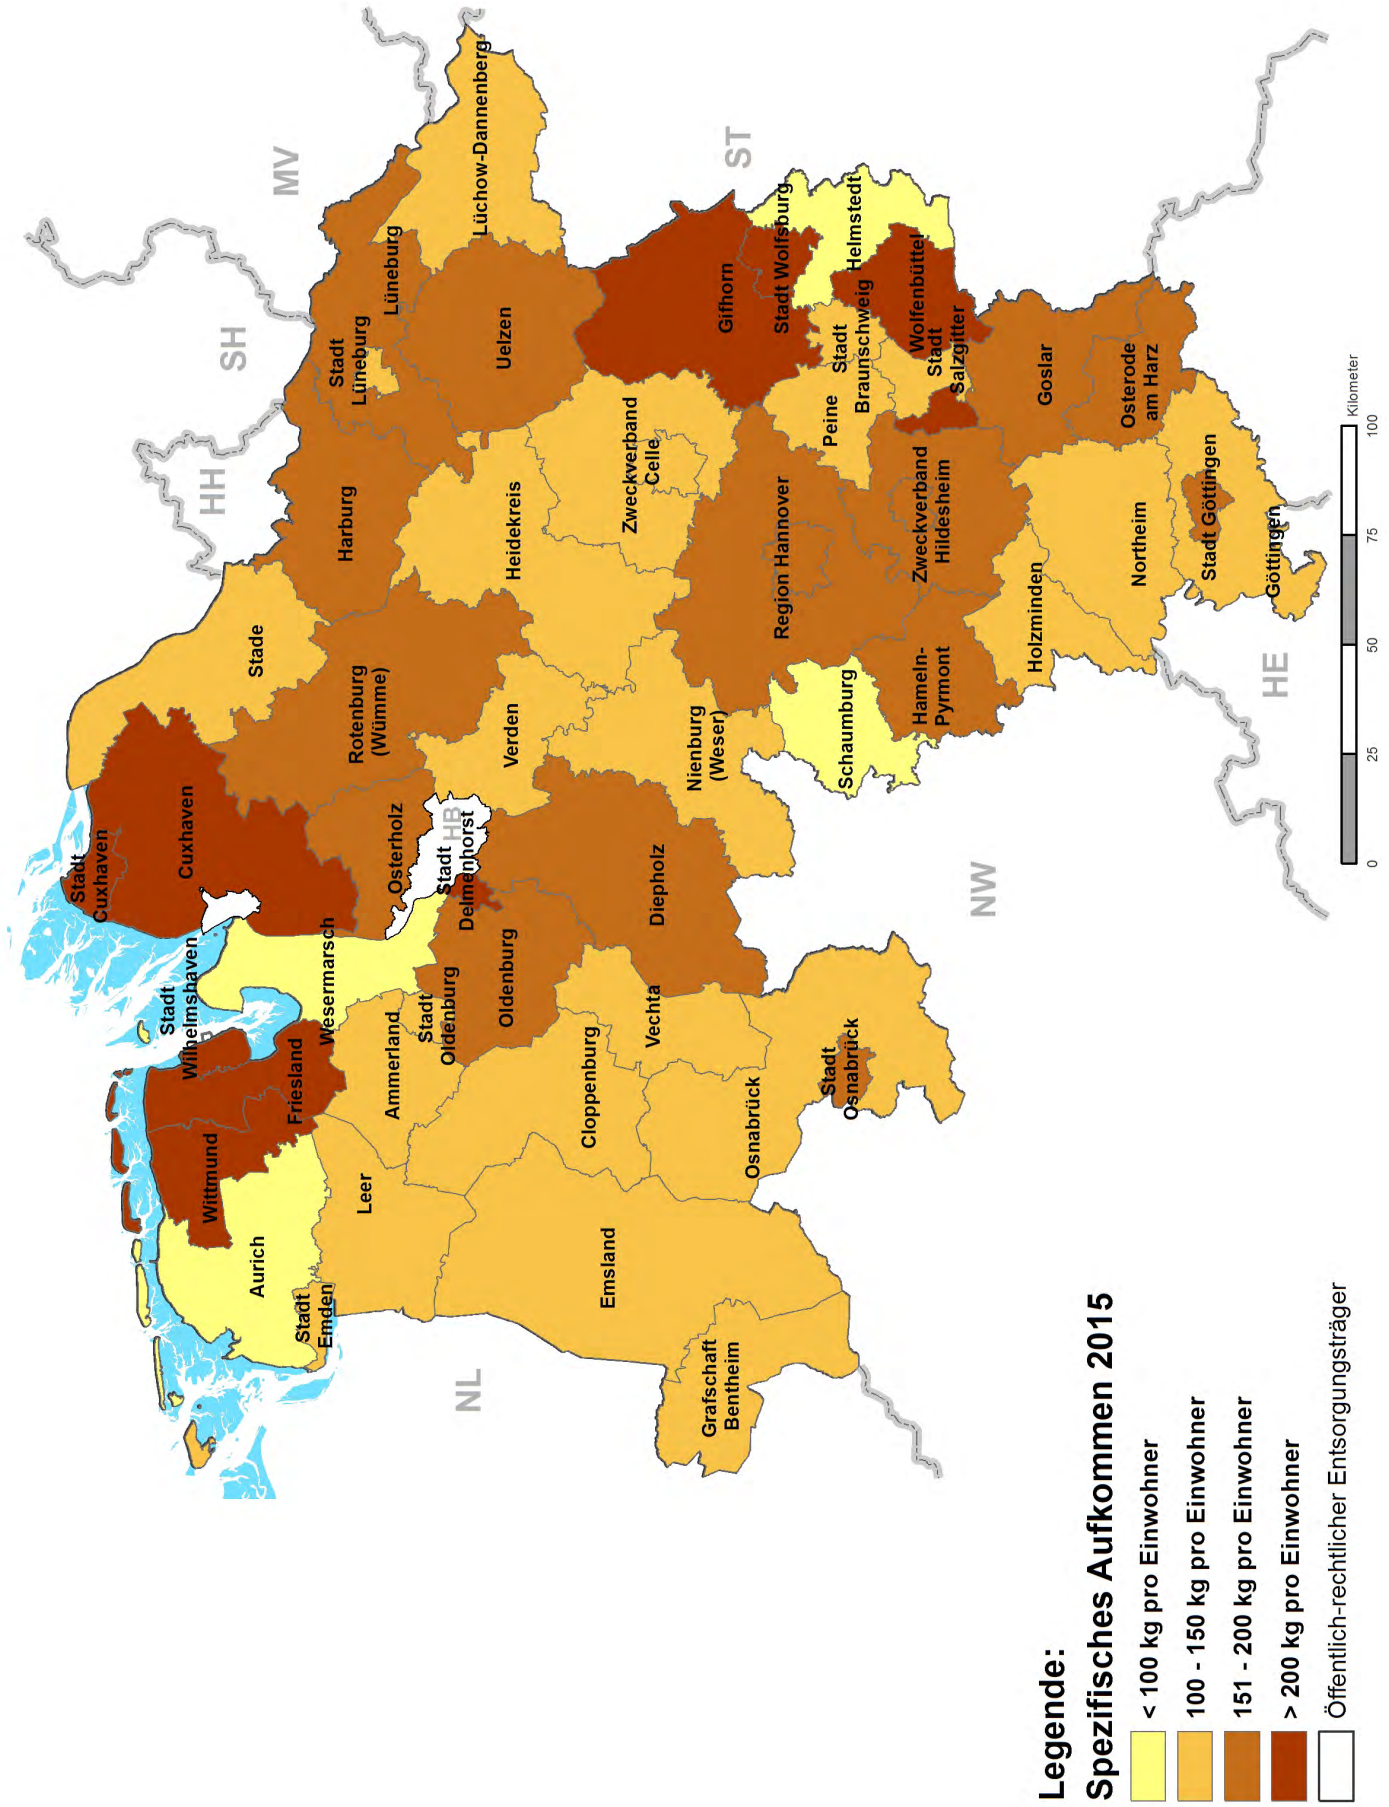 MV
SH
HH
ST
HE
NW
NL
HB
Stadt
Cuxhaven
Cuxhaven
Stade
Stadt
Wilhelmshaven
Wesermarsch
Friesland
Wittmund
Aurich
Stadt
Emden
Leer
Ammerland
Stadt
Oldenburg
Oldenburg
Osterholz
Stadt
Delmenhorst
Rotenburg
(Wümme)
Harburg
Stadt
Lüneburg
Lüneburg
Lüchow-Dannenberg
Uelzen
Heidekreis
Verden
Zweckverband
Celle
Gifhorn
Stadt Wolfsburg
Helmstedt
Stadt
Braunschweig
Peine
Wolfenbüttel
Stadt
Salzgitter
Region Hannover
Nienburg
(Weser)
Diepholz
Vechta
Cloppenburg
Emsland
Osnabrück
Stadt
Osnabrück
Grafschaft
Bentheim
Schaumburg
Hameln-
Pyrmont
Zweckverband
Hildesheim
Holzminden
Goslar
Osterode
am Harz
Northeim
Stadt Göttingen
Göttingen
Legende:
Spezifisches Aufkommen 2015
< 100 kg pro Einwohner
100 - 150 kg pro Einwohner
151 - 200 kg pro Einwohner
> 200 kg pro Einwohner
Öffentlich-rechtlicher Entsorgungsträger
0 25 50 75 100
Kilometer